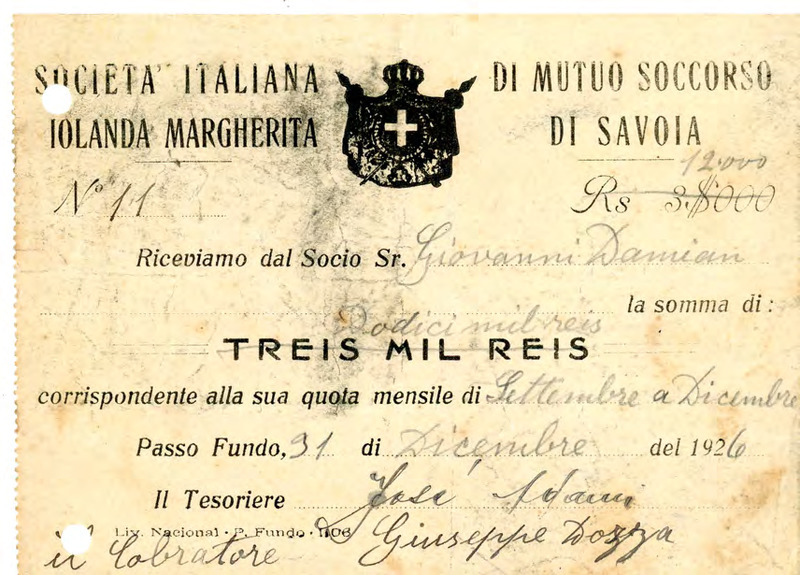 SOCIETA' ITALIANA DI MUTUO SOCCORSO
IOLANDA MARGHERITA DI SAVOIA
12.000
Nº 11 Rs 3$000
Riceviamo dal Socio Sr. Giovanni Damian
la somma di:
Dodici mil reis
TREIS MIL REIS
corrispondente alla sua quota mensile di Settembre a Dicembre
Passo Fundo, 31 di Dicembre del 1926
Il Tesoriere José Adami
Liv. Nacional - P. Fundo - 1106 Giuseppe Dozza
il Cobratore